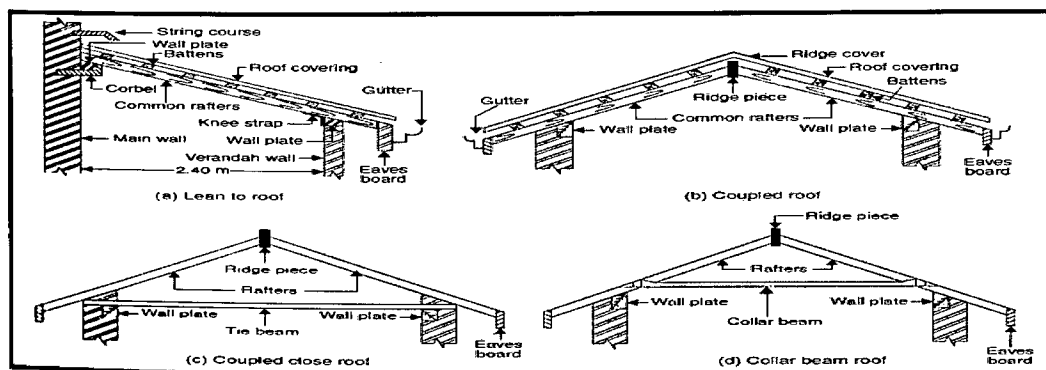 String course
Wall plate
Battens
Roof covering
Corbel
Common rafters
Gutter
Knee strap
Wall plate
Main wall
Verandah wall
2.40 m
Eaves
board
(a) Lean to roof
Ridge cover
Roof covering
Battens
Gutter
Ridge piece
Wall plate
Common rafters
Wall plate
Eaves
board
(b) Coupled roof
Ridge piece
Rafters
Wall plate
Wall plate
Tie beam
Eaves
board
(c) Coupled close roof
Ridge piece
Rafters
Wall plate
Wall plate
Collar beam
Eaves
board
(d) Collar beam roof